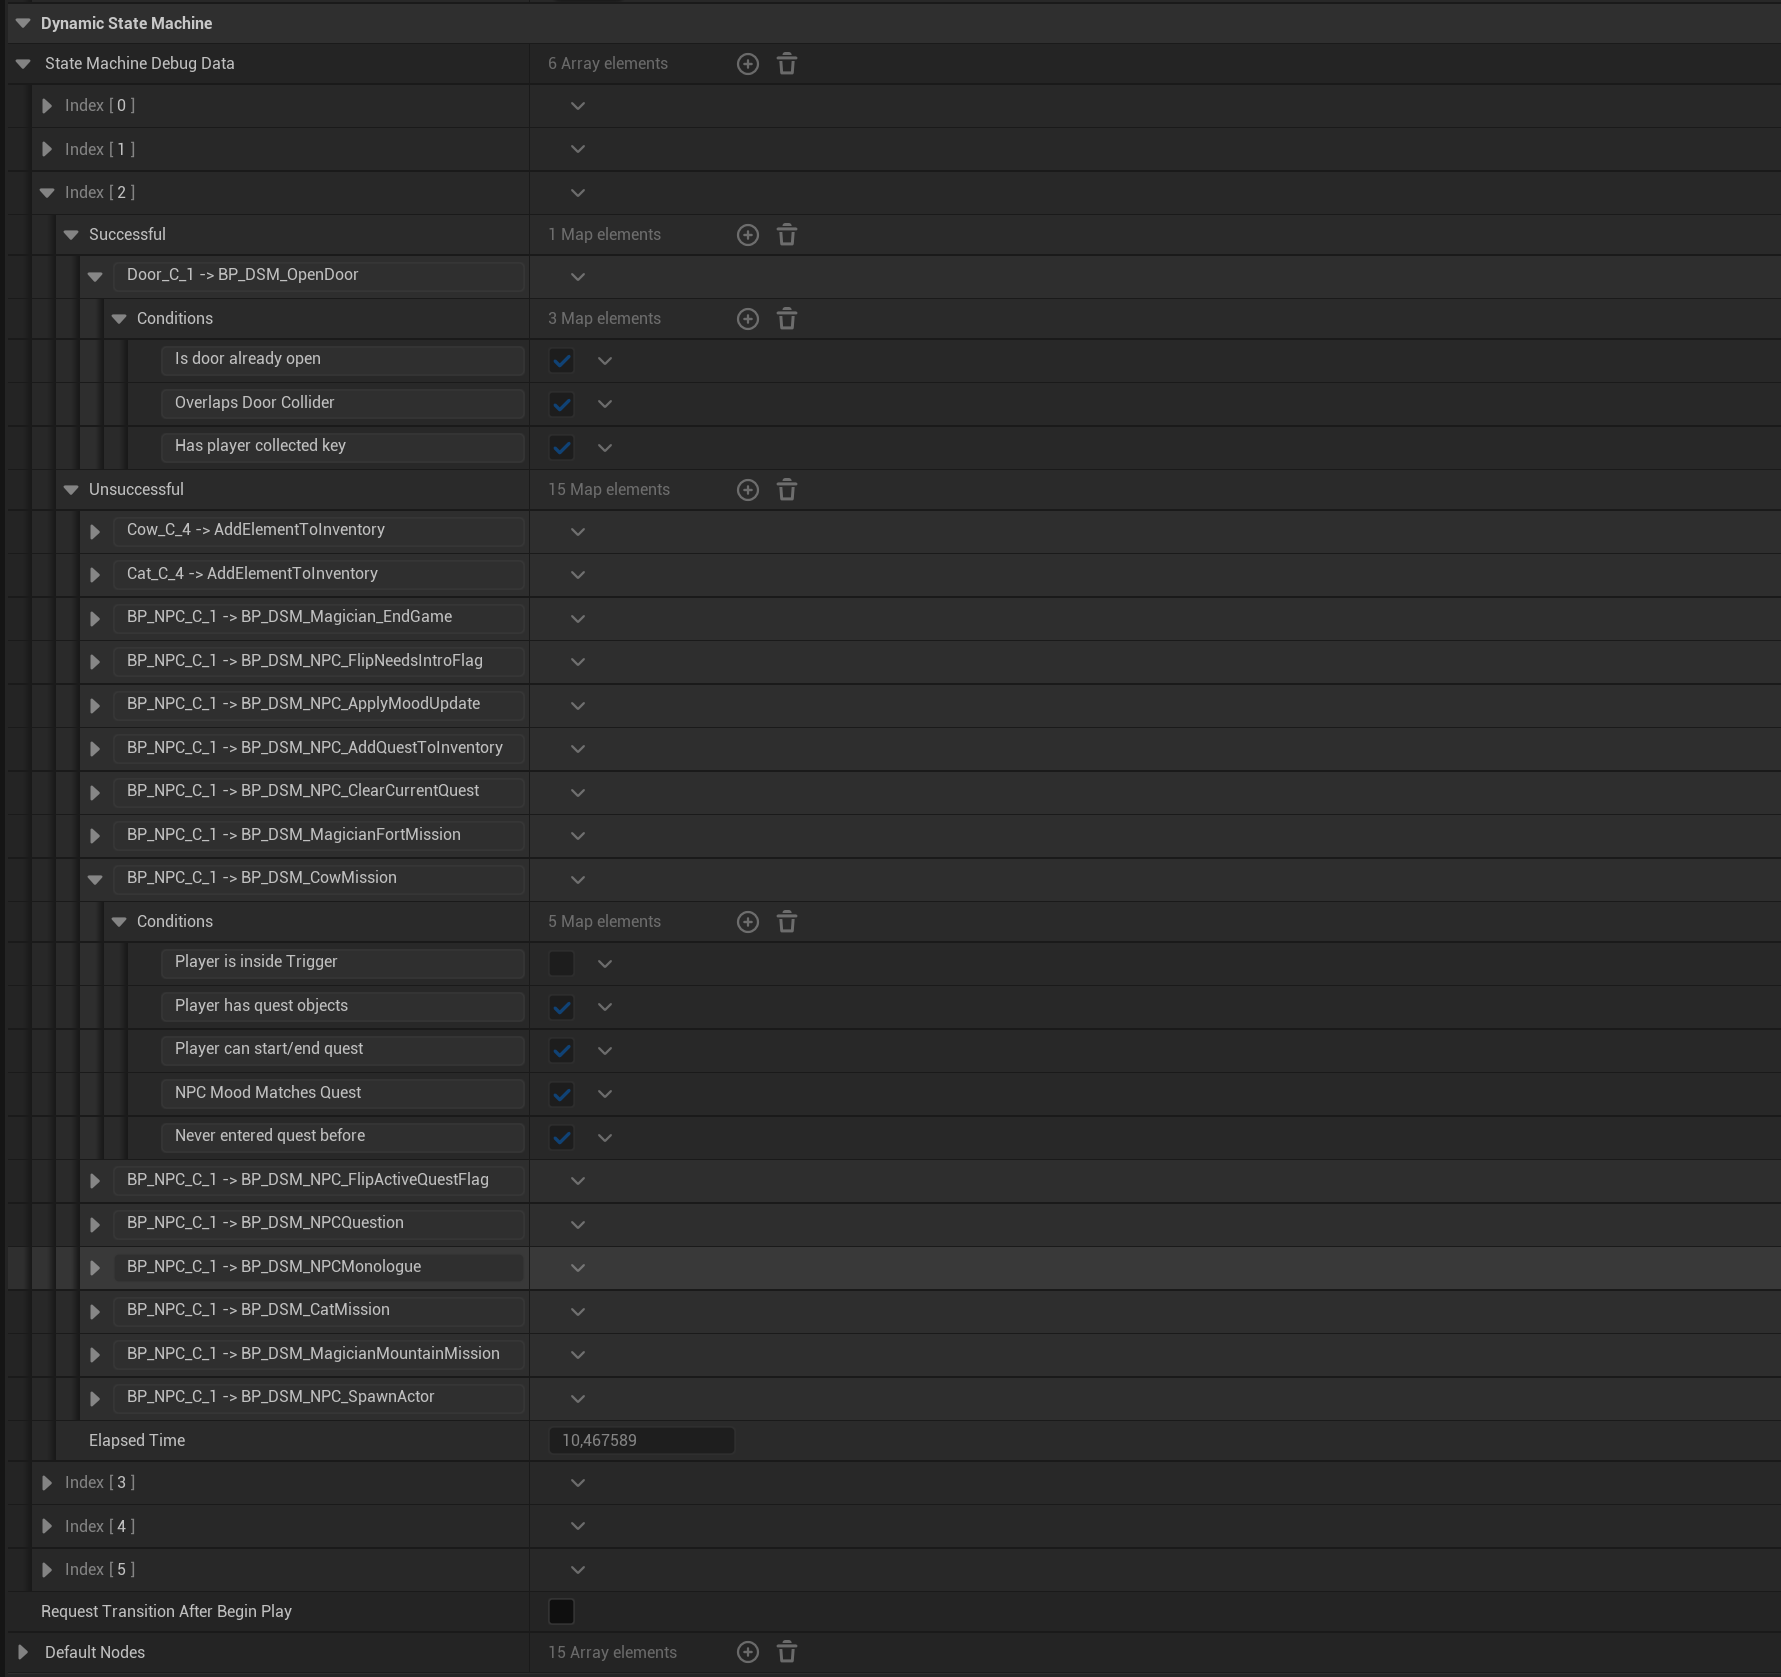 Dynamic State Machine
State Machine Debug Data 6 Array elements
Index [ 0 ]
Index [ 1 ]
Index [ 2 ]
Successful 1 Map elements
Door_C_1 -> BP_DSM_OpenDoor
Conditions 3 Map elements
Is door already open
Overlaps Door Collider
Has player collected key
Unsuccessful 15 Map elements
Cow_C_4 -> AddElementToInventory
Cat_C_4 -> AddElementToInventory
BP_NPC_C_1 -> BP_DSM_Magician_EndGame
BP_NPC_C_1 -> BP_DSM_NPC_FlipNeedsIntroFlag
BP_NPC_C_1 -> BP_DSM_NPC_ApplyMoodUpdate
BP_NPC_C_1 -> BP_DSM_NPC_AddQuestToInventory
BP_NPC_C_1 -> BP_DSM_NPC_ClearCurrentQuest
BP_NPC_C_1 -> BP_DSM_MagicianFortMission
BP_NPC_C_1 -> BP_DSM_CowMission
Conditions 5 Map elements
Player is inside Trigger
Player has quest objects
Player can start/end quest
NPC Mood Matches Quest
Never entered quest before
BP_NPC_C_1 -> BP_DSM_NPC_FlipActiveQuestFlag
BP_NPC_C_1 -> BP_DSM_NPCQuestion
BP_NPC_C_1 -> BP_DSM_NPCMonologue
BP_NPC_C_1 -> BP_DSM_CatMission
BP_NPC_C_1 -> BP_DSM_MagicianMountainMission
BP_NPC_C_1 -> BP_DSM_NPC_SpawnActor
Elapsed Time 10,467589
Index [ 3 ]
Index [ 4 ]
Index [ 5 ]
Request Transition After Begin Play
Default Nodes 15 Array elements